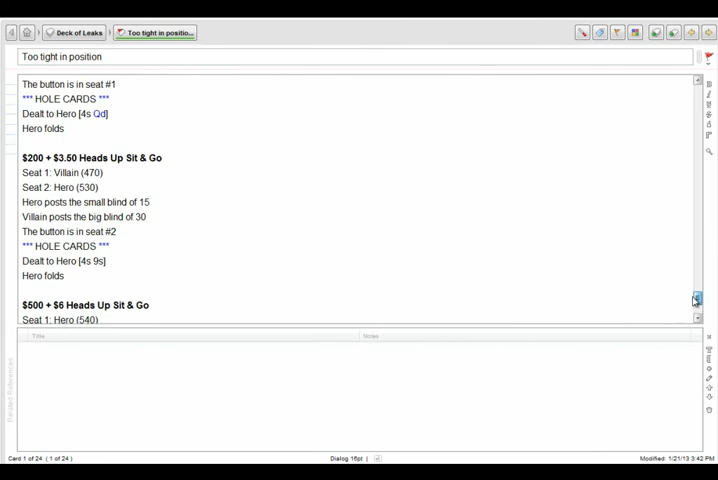 Deck of Leaks
Too tight in positio...
Too tight in position
The button is in seat #1
*** HOLE CARDS ***
Dealt to Hero [4s Qd]
Hero folds
$200 + $3.50 Heads Up Sit & Go
Seat 1: Villain (470)
Seat 2: Hero (530)
Hero posts the small blind of 15
Villain posts the big blind of 30
The button is in seat #2
*** HOLE CARDS ***
Dealt to Hero [4s 9s]
Hero folds
$500 + $6 Heads Up Sit & Go
Seat 1: Hero (540)
Title
Notes
Related References
Card 1 of 24 ( 1 of 24 )
Dialog 16pt
Modified: 1/21/13 3:42 PM